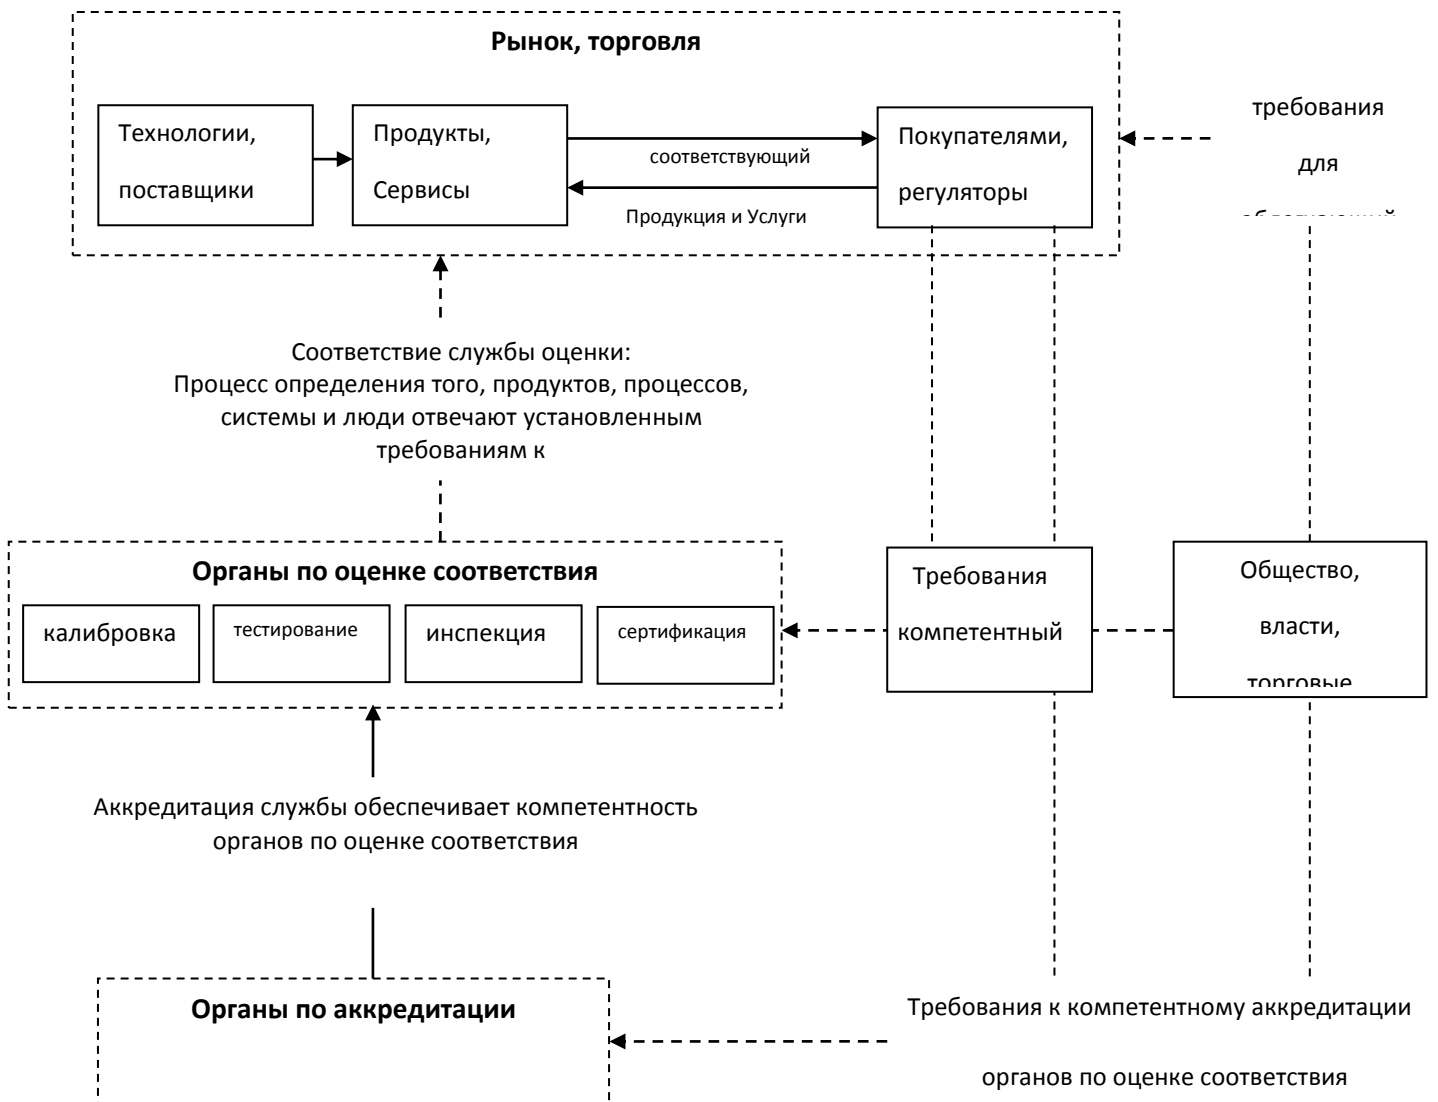 Рынок, торговля
Технологии,
поставщики
Продукты,
Сервисы
соответствующий
Продукция и Услуги
Покупателями,
регуляторы
требования
для
Соответствие службы оценки:
Процесс определения того, продуктов, процессов,
системы и люди отвечают установленным
требованиям к
Органы по оценке соответствия
калибровка
тестирование
инспекция
сертификация
Требования
компетентный
Общество,
власти,
торговые
Аккредитация службы обеспечивает компетентность
органов по оценке соответствия
Органы по аккредитации
Требования к компетентному аккредитации
органов по оценке соответствия